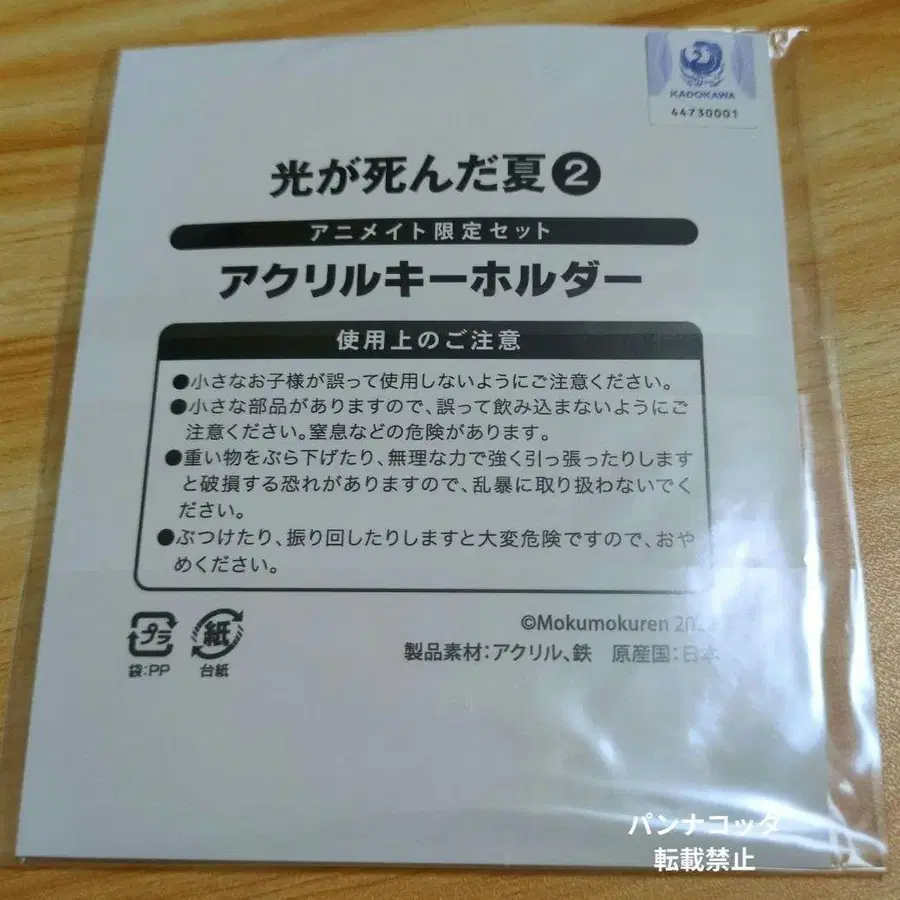 KADOKAWA
44730001
光が死んだ夏❷
アニメイト限定セット
アクリルキーホルダー
使用上のご注意
●小さなお子様が誤って使用しないようにご注意ください。
●小さな部品がありますので、誤って飲み込まないようにご
注意ください。窒息などの危険があります。
●重い物をぶら下げたり、無理な力で強く引っ張ったりします
と破損する恐れがありますので、乱暴に取り扱わないでく
ださい。
●ぶつけたり、振り回したりしますと大変危険ですので、おや
めください。
プラ
袋:PP
紙
台紙
©Mokumokuren
製品素材:アクリル、鉄 原産国:日本
パンナコッタ
転載禁止